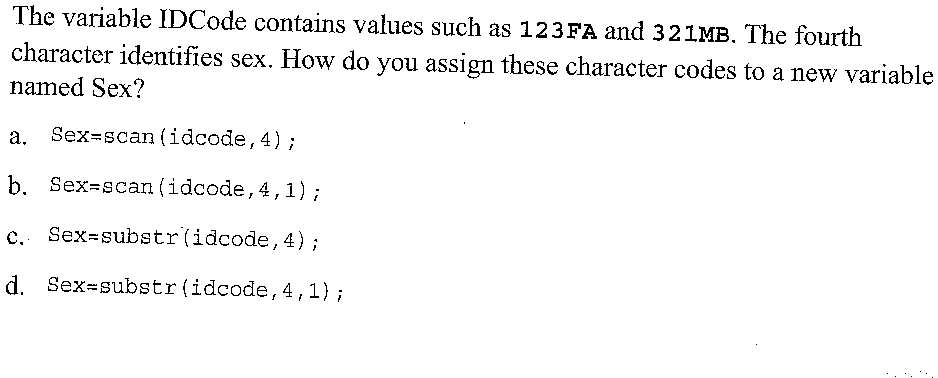 The variable IDCode contains values such as 123FA and 321MB. The fourth
character identifies sex. How do you assign these character codes to a new variable
named Sex?
a. Sex=scan(idcode,4);
b. Sex=scan(idcode,4,1);
c. Sex=substr(idcode,4);
d. Sex=substr(idcode,4,1);